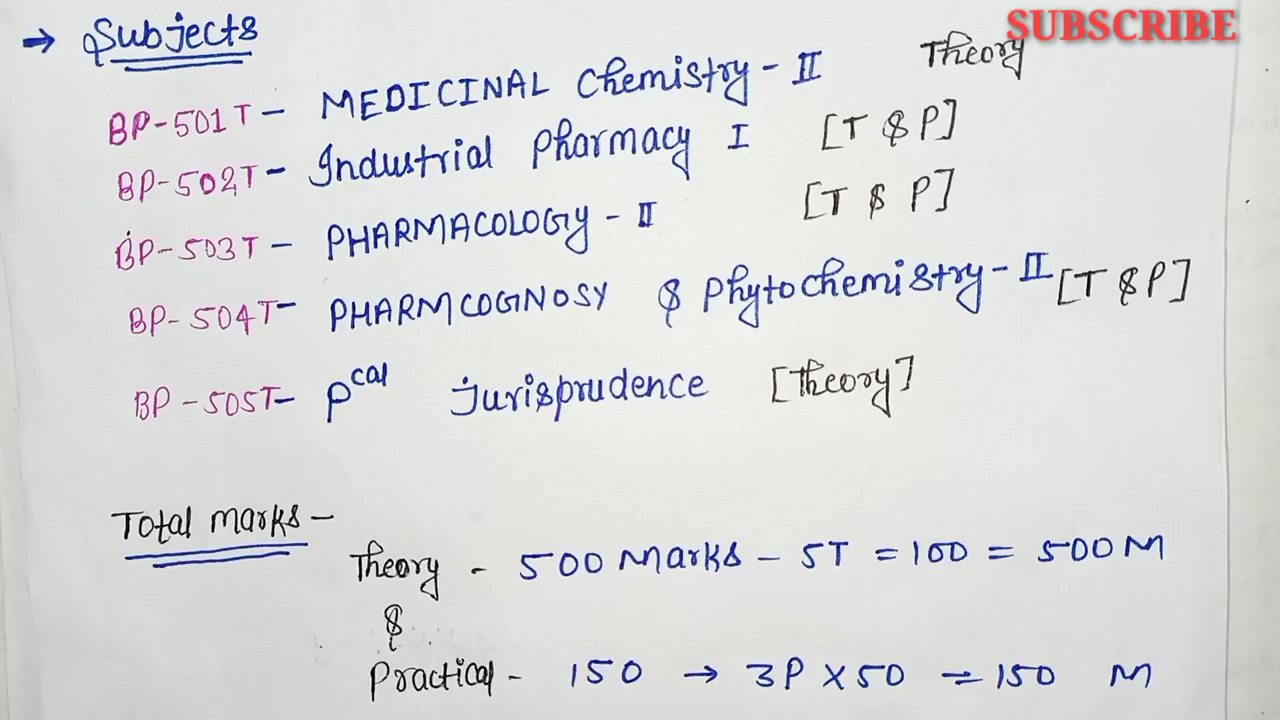 SUBSCRIBE
→ Subjects
BP-501T - MEDICINAL Chemistry - II Theory
BP-502T - Industrial Pharmacy I [T & P]
BP-503T - PHARMACOLOGY - II [T & P]
BP-504T - PHARMCOGNOSY & Phytochemistry - II [T & P]
BP-505T - Pcal Jurisprudence [Theory]
Total marks -
Theory - 500 Marks - 5T = 100 = 500 M
&
Practical - 150 → 3P X 50 = 150 M